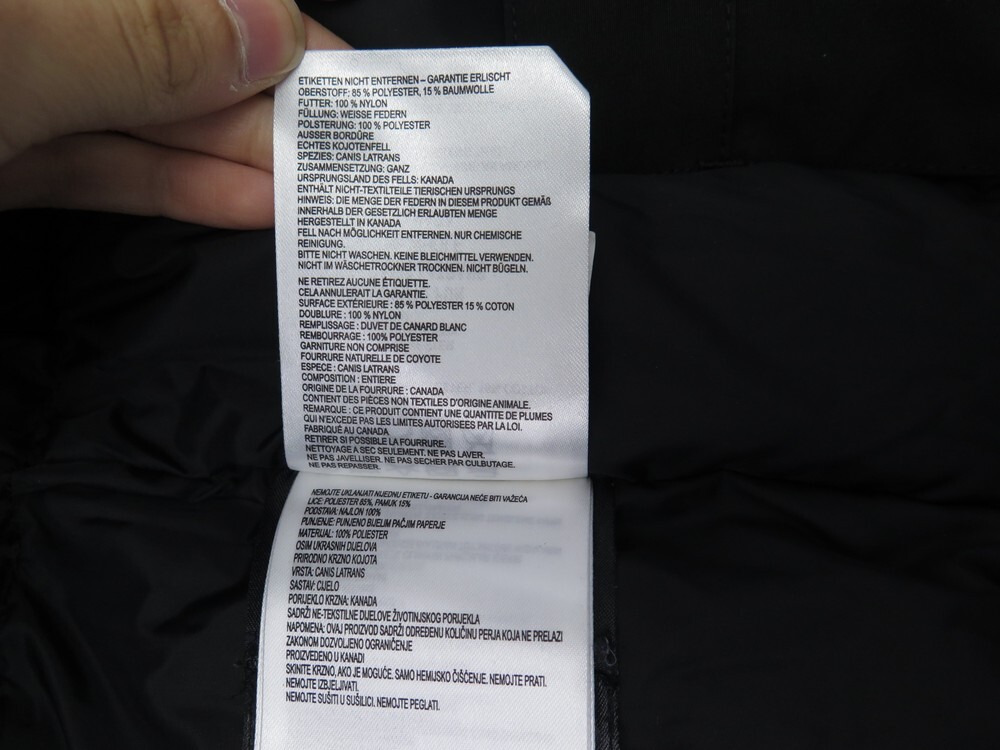 ETIKETTEN NICHT ENTFERNEN – GARANTIE ERLISCHT
OBERSTOFF: 85 % POLYESTER, 15 % BAUMWOLLE
FUTTER: 100 % NYLON
FÜLLUNG: WEISSE FEDERN
POLSTERUNG: 100 % POLYESTER
AUSSER BORDÜRE
ECHTES KOJOTENFELL
SPEZIES: CANIS LATRANS
ZUSAMMENSETZUNG: GANZ
URSPRUNGSLAND DES FELLS: KANADA
ENTHÄLT NICHT-TEXTILTEILE TIERISCHEN URSPRUNGS
HINWEIS: DIE MENGE DER FEDERN IN DIESEM PRODUKT GEMÄß
INNERHALB DER GESETZLICH ERLAUBTEN MENGE
HERGESTELLT IN KANADA
FELL NACH MÖGLICHKEIT ENTFERNEN. NUR CHEMISCHE
REINIGUNG.
BITTE NICHT WASCHEN. KEINE BLEICHMITTEL VERWENDEN.
NICHT IM WÄSCHETROCKNER TROCKNEN. NICHT BÜGELN.
NE RETIREZ AUCUNE ÉTIQUETTE.
CELA ANNULERAIT LA GARANTIE.
SURFACE EXTÉRIEURE : 85 % POLYESTER 15 % COTON
DOUBLURE : 100 % NYLON
REMPLISSAGE : DUVET DE CANARD BLANC
REMBOURRAGE : 100% POLYESTER
GARNITURE NON COMPRISE
FOURRURE NATURELLE DE COYOTE
ESPECE : CANIS LATRANS
COMPOSITION : ENTIERE
ORIGINE DE LA FOURRURE : CANADA
CONTIENT DES PIÈCES NON TEXTILES D'ORIGINE ANIMALE.
REMARQUE : CE PRODUIT CONTIENT UNE QUANTITE DE PLUMES
QUI N'EXCEDE PAS LES LIMITES AUTORISEES PAR LA LOI.
FABRIQUÉ AU CANADA
RETIRER SI POSSIBLE LA FOURRURE.
NETTOYAGE A SEC SEULEMENT. NE PAS LAVER.
NE PAS JAVELLISER. NE PAS SECHER PAR CULBUTAGE.
NE PAS REPASSER.
NEMOJTE UKLANJATI NIJEDNU ETIKETU - GARANCIJA NEĆE BITI VAŽEĆA
LICE: POLIESTER 85%, PAMUK 15%
PODSTAVA: NAJLON 100%
PUNJENJE: PUNJENO BIJELIM PAČJIM PAPERJE
MATERIJAL: 100% POLIESTER
OSIM UKRASNIH DIJELOVA
PRIRODNO KRZNO KOJOTA
VRSTA: CANIS LATRANS
SASTAV: CIJELO
PORIJEKLO KRZNA: KANADA
SADRŽI NE-TEKSTILNE DIJELOVE ŽIVOTINJSKOG PORIJEKLA
NAPOMENA: OVAJ PROIZVOD SADRŽI ODREĐENU KOLIČINU PERJA KOJA NE PRELAZI
ZAKONOM DOZVOLJENO OGRANIČENJE
PROIZVEDENO U KANADI
SKINITE KRZNO, AKO JE MOGUĆE. SAMO HEMIJSKO ČIŠĆENJE. NEMOJTE PRATI.
NEMOJTE IZBJELJIVATI.
NEMOJTE SUŠITI U SUŠILICI. NEMOJTE PEGLATI.